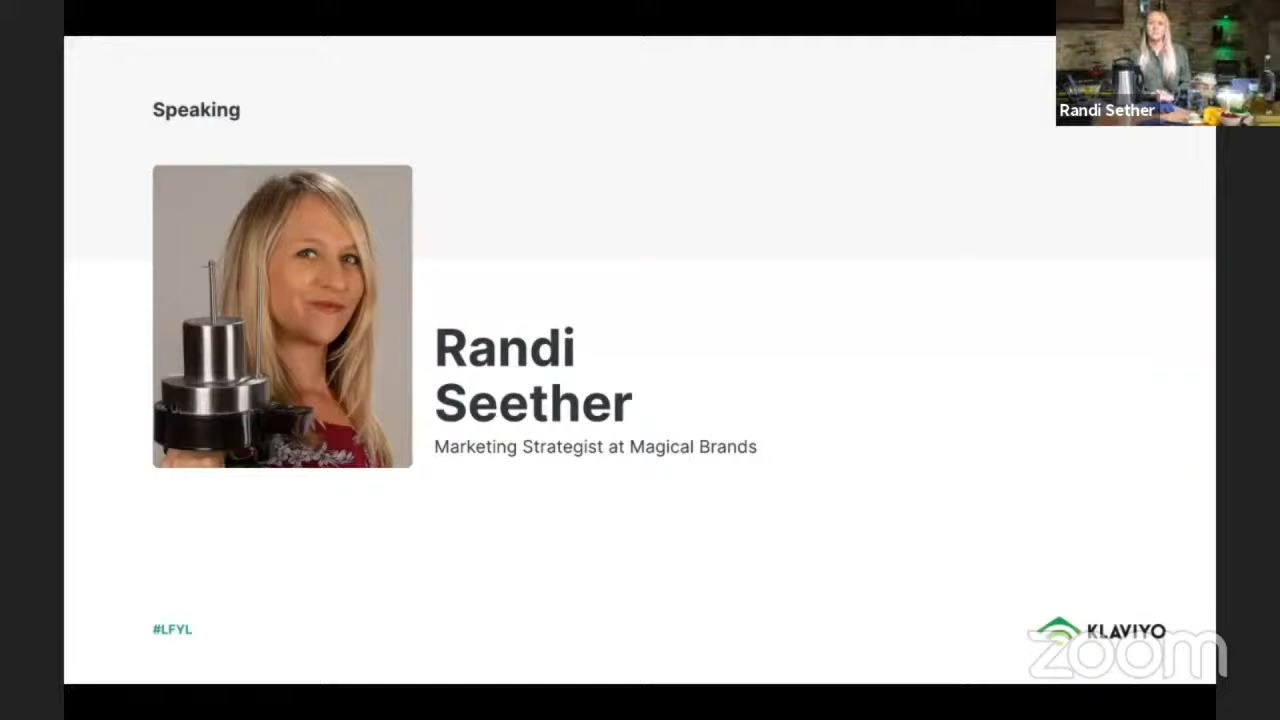 Speaking
Randi Sether
Randi
Seether
Marketing Strategist at Magical Brands
#LFYL
KLAVIYO
zoom